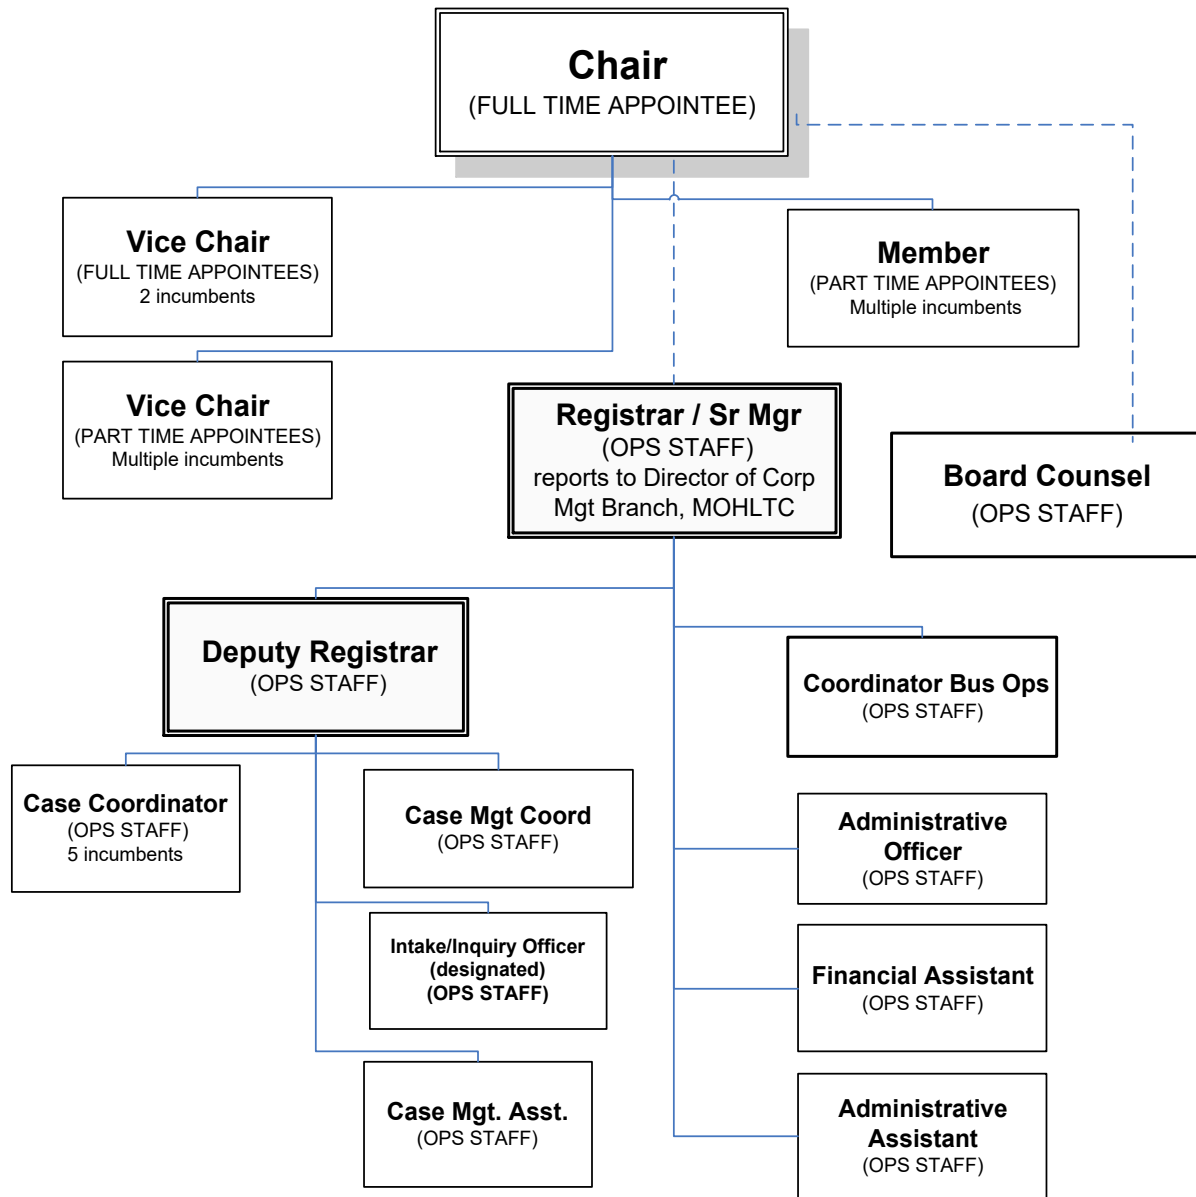 Chair
(FULL TIME APPOINTEE)
Vice Chair
(FULL TIME APPOINTEES)
2 incumbents
Member
(PART TIME APPOINTEES)
Multiple incumbents
Vice Chair
(PART TIME APPOINTEES)
Multiple incumbents
Registrar / Sr Mgr
(OPS STAFF)
reports to Director of Corp
Mgt Branch, MOHLTC
Board Counsel
(OPS STAFF)
Deputy Registrar
(OPS STAFF)
Coordinator Bus Ops
(OPS STAFF)
Case Coordinator
(OPS STAFF)
5 incumbents
Case Mgt Coord
(OPS STAFF)
Administrative
Officer
(OPS STAFF)
Intake/Inquiry Officer
(designated)
(OPS STAFF)
Financial Assistant
(OPS STAFF)
Case Mgt. Asst.
(OPS STAFF)
Administrative
Assistant
(OPS STAFF)